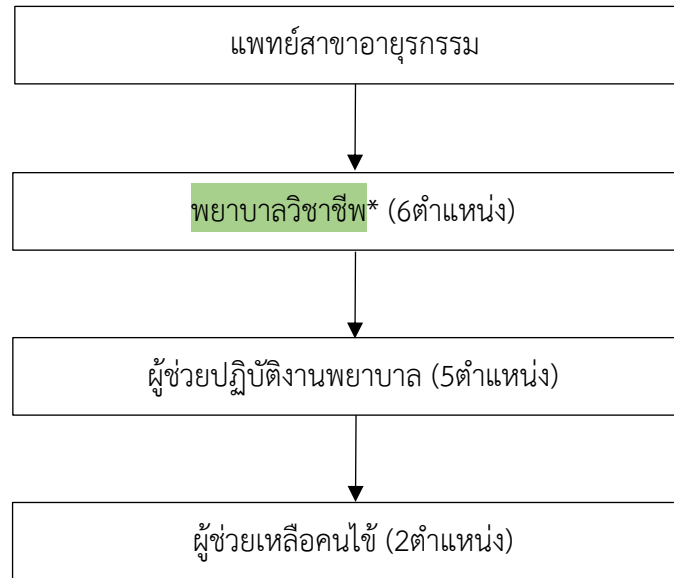 แพทย์สาขาอายุรกรรม
พยาบาลวิชาชีพ* (6ตำแหน่ง)
ผู้ช่วยปฏิบัติงานพยาบาล (5ตำแหน่ง)
ผู้ช่วยเหลือคนไข้ (2ตำแหน่ง)